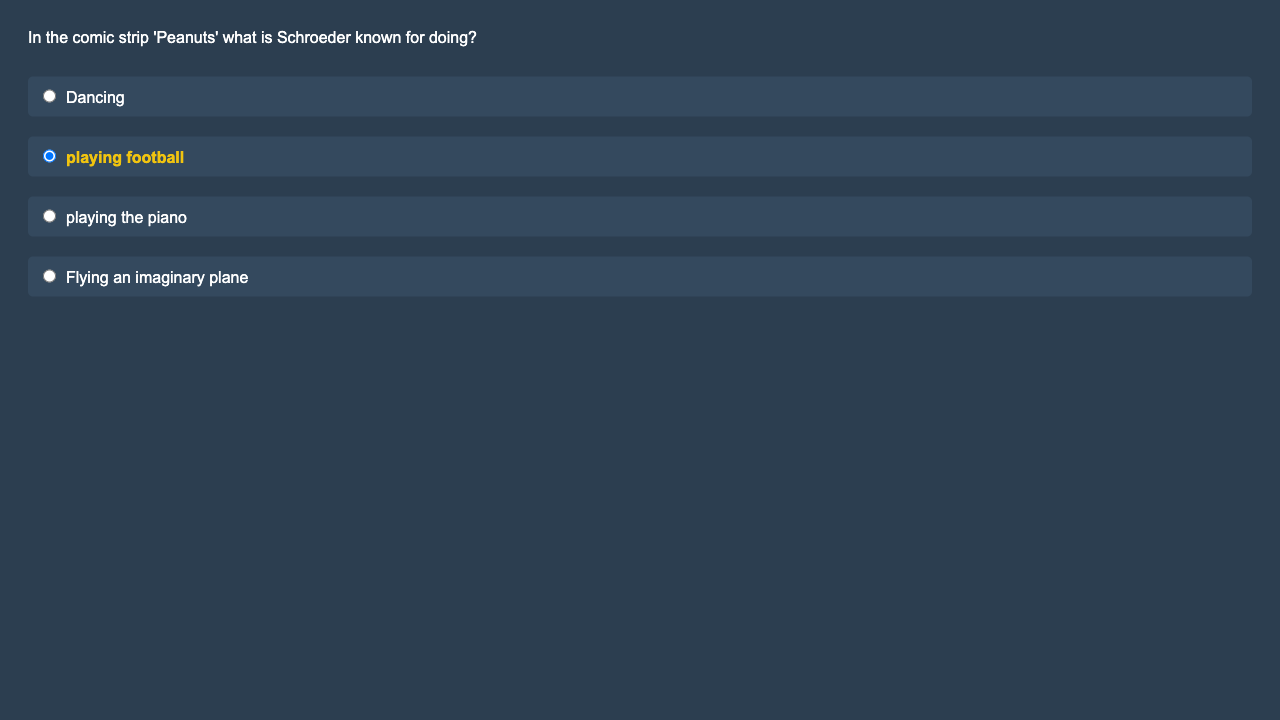 In the comic strip 'Peanuts' what is Schroeder known for doing?
Dancing
playing football
playing the piano
Flying an imaginary plane